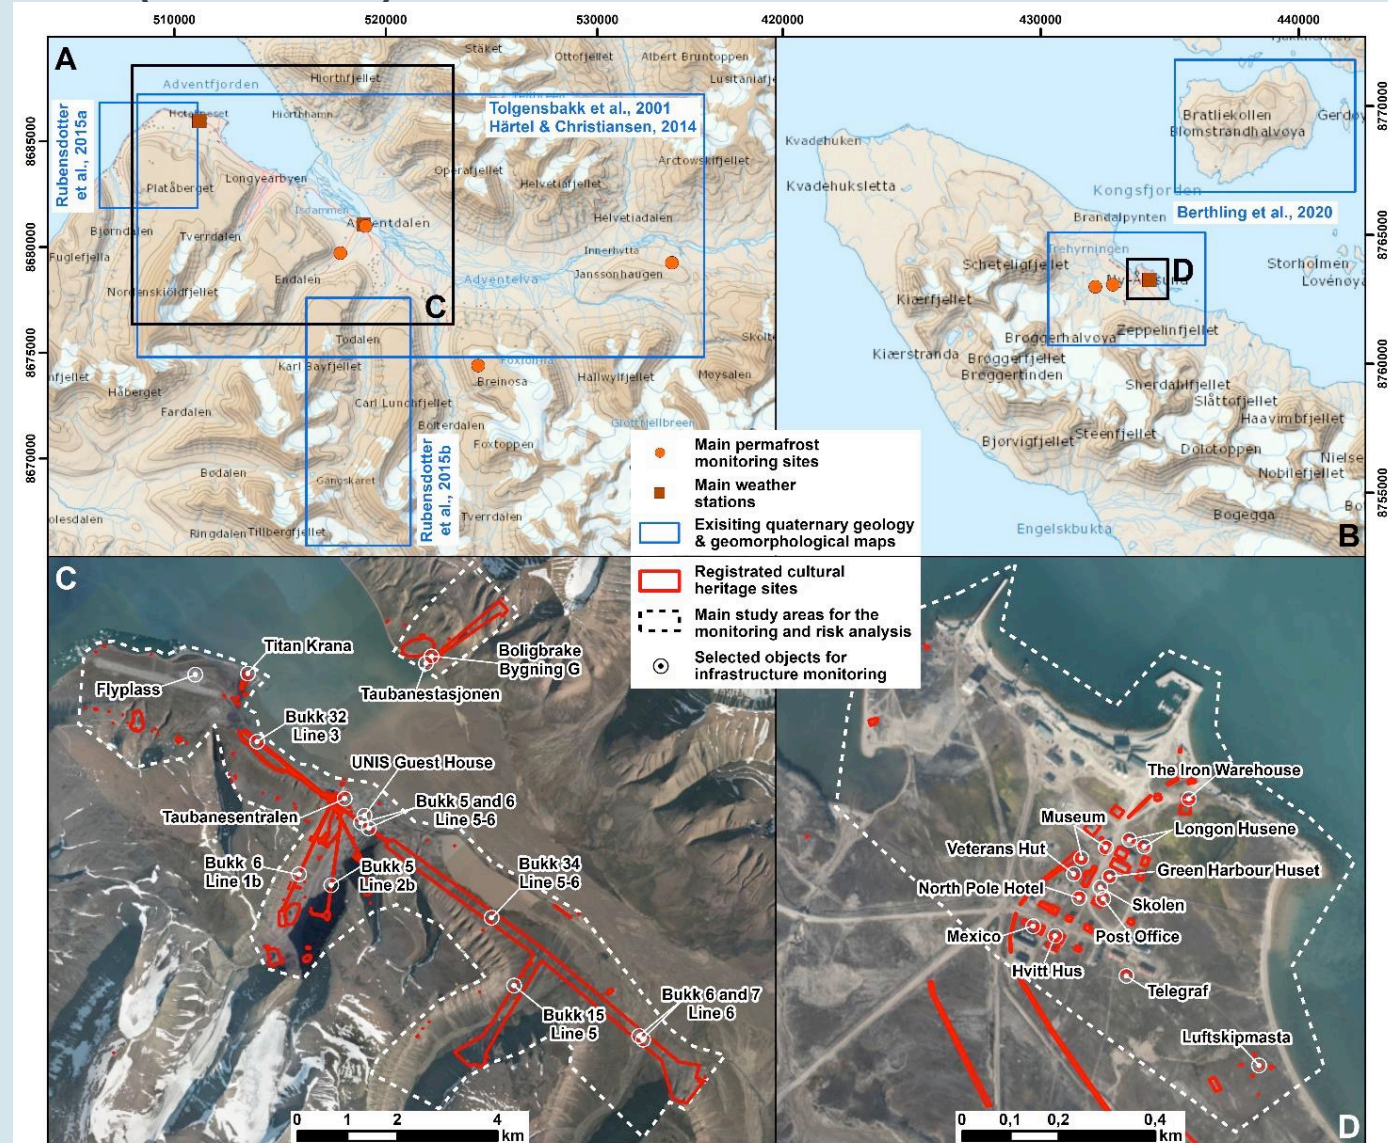 510000
520000
530000
420000
430000
440000
A
Stäket
Ottofjellet
Albert Bruntoppen
Hiorthfjellet
Adventfjorden
Hiorthhamn
Tolgensbakk et al., 2001
Härtel & Christiansen, 2014
Rubensdotter
et al., 2015a
8685000
Platåberget
Longyearbyen
Operafjellet
Helvetiafjellet
Arctowskifjellet
Isdammen
Adventdalen
Helvetiadalen
Bjørndalen
Tverrdalen
Fuglefjella
8680000
Endalen
Innerhytta
Janssonhaugen
Adventelva
Nordenskiöldfjellet
C
8675000
Todalen
Foxfonna
Karl Bayfjellet
Breinosa
Hallwylfjellet
Møysalen
Håberget
Carl Lunchfjellet
Fardalen
Bolterdalen
Gløttfjellbreen
Foxtoppen
8670000
Bødalen
Gangskaret
Rubensdotter
et al., 2015b
Tverrdalen
Ringdalen
Tillbergfjellet
8770000
Bratliekollen
Blomstrandhalvøya
Kvadehuken
Kvadehuksletta
Kongsfjorden
Berthling et al., 2020
Brandalpynten
8765000
Trehyrningen
Scheteligfjellet
D
Storholmen
Kiærfjellet
Zeppelinfjellet
Brøggerhalvøya
Kiærstranda
Brøggerfjellet
Brøggertinden
8760000
Sherdahlfjellet
Slåttofjellet
Haavimbfjellet
Bjørvigfjellet
Steenfjellet
Dolotoppen
Nobilefjellet
8755000
Bogegga
Engelskbukta
B
Main permafrost
monitoring sites
Main weather
stations
Exisiting quaternary geology
& geomorphological maps
Registrated cultural
heritage sites
Main study areas for the
monitoring and risk analysis
Selected objects for
infrastructure monitoring
C
Titan Krana
Flyplass
Boligbrake
Bygning G
Taubanestasjonen
Bukk 32
Line 3
UNIS Guest House
Taubanesentralen
Bukk 5 and 6
Line 5-6
Bukk 6
Line 1b
Bukk 5
Line 2b
Bukk 34
Line 5-6
Bukk 15
Line 5
Bukk 6 and 7
Line 6
0 1 2 4
km
The Iron Warehouse
Museum
Longon Husene
Veterans Hut
Green Harbour Huset
North Pole Hotel
Skolen
Mexico
Post Office
Hvitt Hus
Telegraf
Luftskipmasta
0 0,1 0,2 0,4
km
D